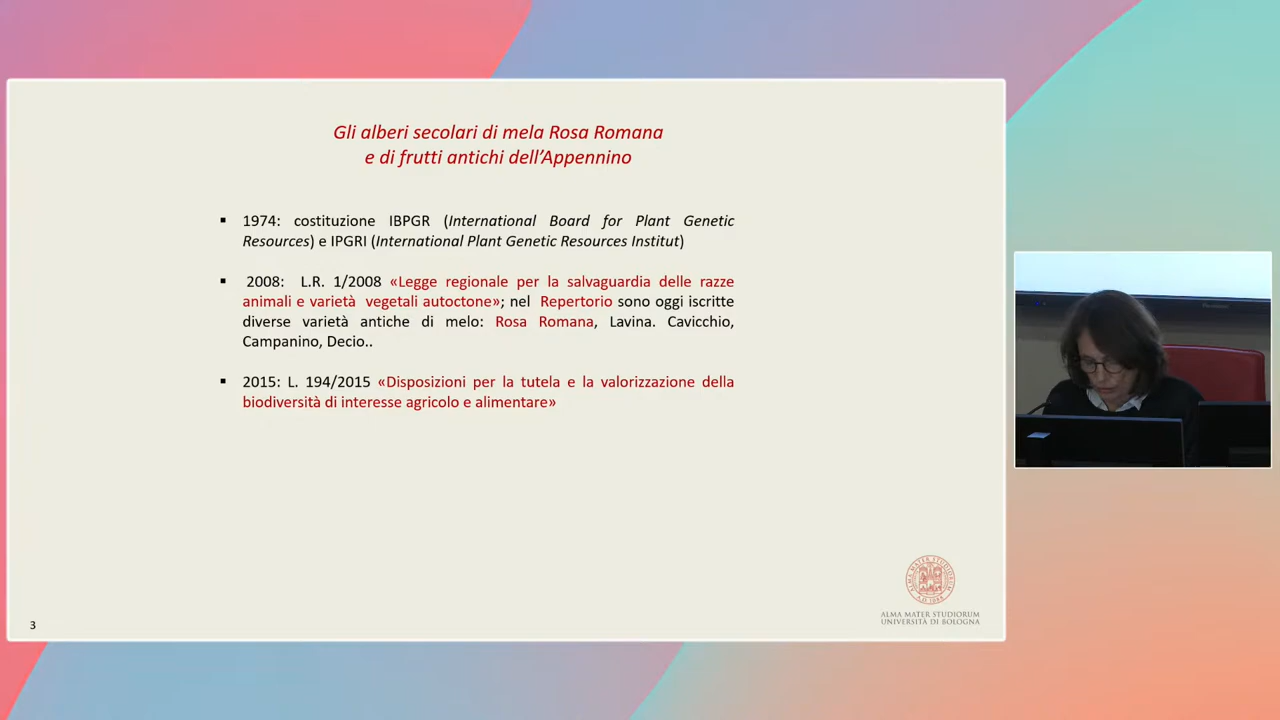 Gli alberi secolari di mela Rosa Romana
e di frutti antichi dell'Appennino
▪ 1974: costituzione IBPGR (International Board for Plant Genetic
Resources) e IPGRI (International Plant Genetic Resources Institut)
▪ 2008: L.R. 1/2008 «Legge regionale per la salvaguardia delle razze
animali e varietà vegetali autoctone»; nel Repertorio sono oggi iscritte
diverse varietà antiche di melo: Rosa Romana, Lavina. Cavicchio,
Campanino, Decio..
▪ 2015: L. 194/2015 «Disposizioni per la tutela e la valorizzazione della
biodiversità di interesse agricolo e alimentare»
ALMA MATER STUDIORUM
UNIVERSITÀ DI BOLOGNA
3